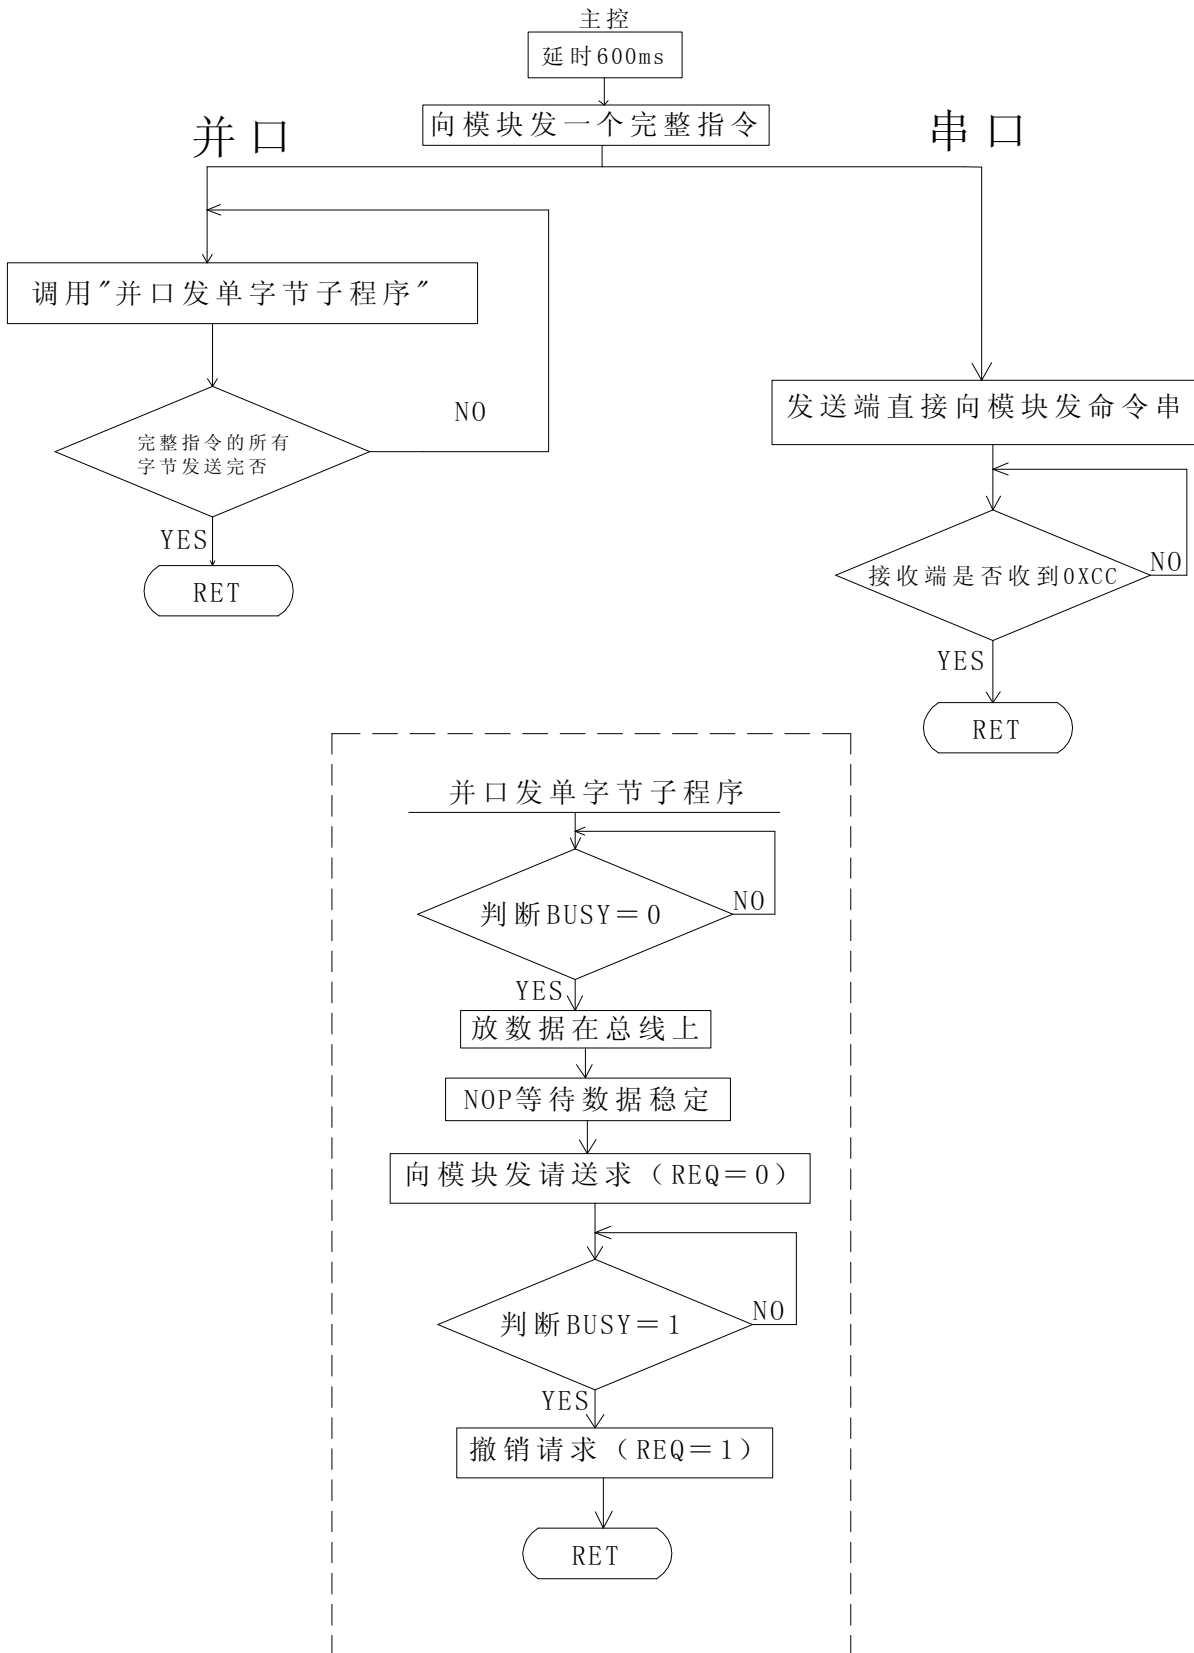 主控
延时600ms
向模块发一个完整指令
并口
串口
调用"并口发单字节子程序"
NO
完整指令的所有
字节发送完否
YES
RET
发送端直接向模块发命令串
接收端是否收到0XCC
NO
YES
RET
并口发单字节子程序
判断BUSY=0
NO
YES
放数据在总线上
NOP等待数据稳定
向模块发请送求（REQ=0）
判断BUSY=1
NO
YES
撤销请求（REQ=1）
RET